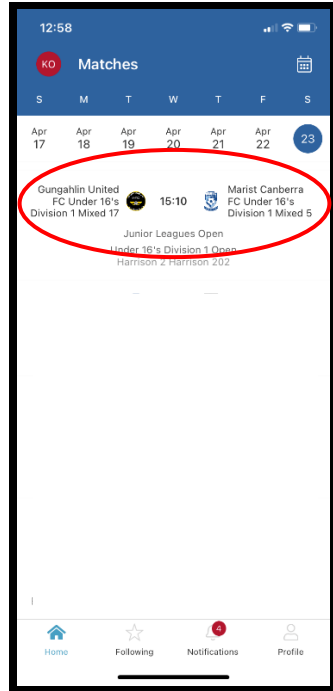 12:58
KO Matches
S M T W T F S
Apr Apr Apr Apr Apr Apr
17 18 19 20 21 22 23
Gungahlin United
FC Under 16's
Division 1 Mixed 17
15:10
Marist Canberra
FC Under 16's
Division 1 Mixed 5
Junior Leagues Open
Under 16's Division 1 Open
Harrison 2 Harrison 202
4
Home Following Notifications Profile